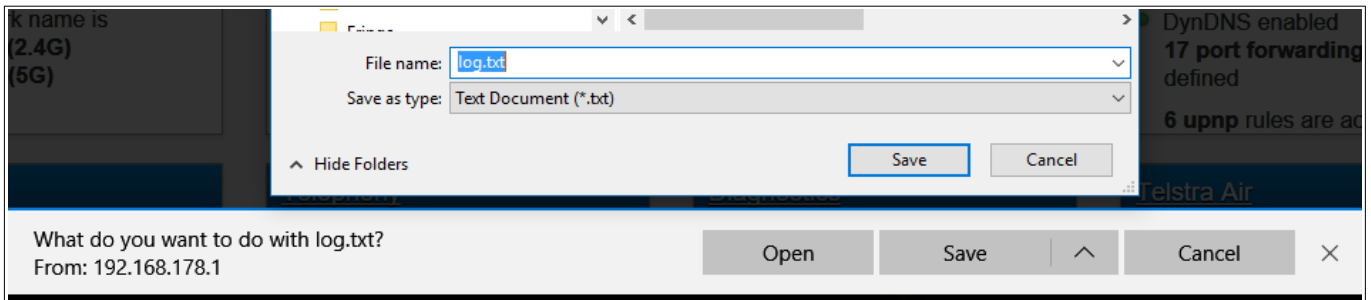 k name is
(2.4G)
(5G)
File name: log.txt
Save as type: Text Document (*.txt)
Hide Folders
Save
Cancel
DynDNS enabled
17 port forwarding
defined
6 upnp rules are ac
Telephony
Diagnostics
Telstra Air
What do you want to do with log.txt?
From: 192.168.178.1
Open
Save
Cancel